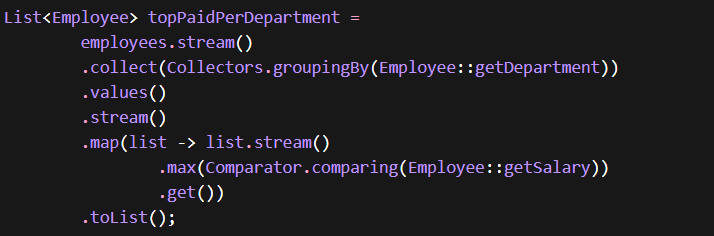 List<Employee> topPaidPerDepartment =
        employees.stream()
        .collect(Collectors.groupingBy(Employee::getDepartment))
        .values()
        .stream()
        .map(list -> list.stream()
                .max(Comparator.comparing(Employee::getSalary))
                .get())
        .toList();